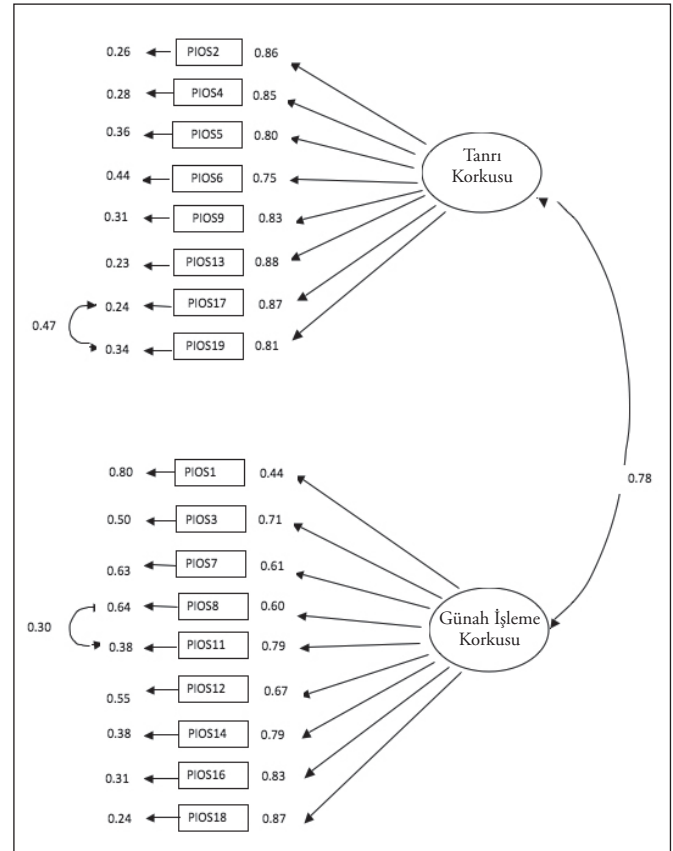 0.26 PIOS2 0.86
0.28 PIOS4 0.85
0.36 PIOS5 0.80
0.44 PIOS6 0.75
0.31 PIOS9 0.83
0.23 PIOS13 0.88
0.24 PIOS17 0.87
0.34 PIOS19 0.81
0.47
Tanrı
Korkusu
0.78
0.80 PIOS1 0.44
0.50 PIOS3 0.71
0.63 PIOS7 0.61
0.64 PIOS8 0.60
0.38 PIOS11 0.79
0.55 PIOS12 0.67
0.38 PIOS14 0.79
0.31 PIOS16 0.83
0.24 PIOS18 0.87
0.30
Günah İşleme
Korkusu